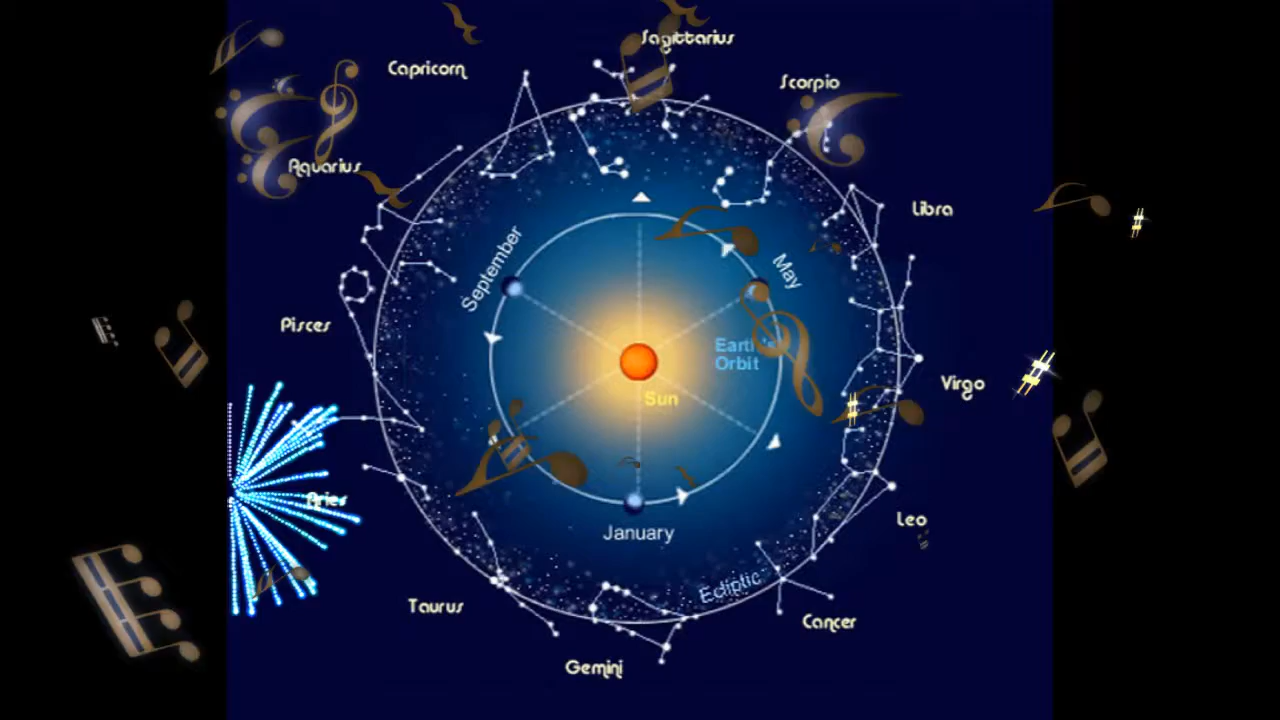 Sagittarius
Capricorn
Scorpio
Aquarius
Libra
September
May
Pisces
Earth's
Orbit
Virgo
Sun
Aries
Leo
January
Ecliptic
Taurus
Cancer
Gemini